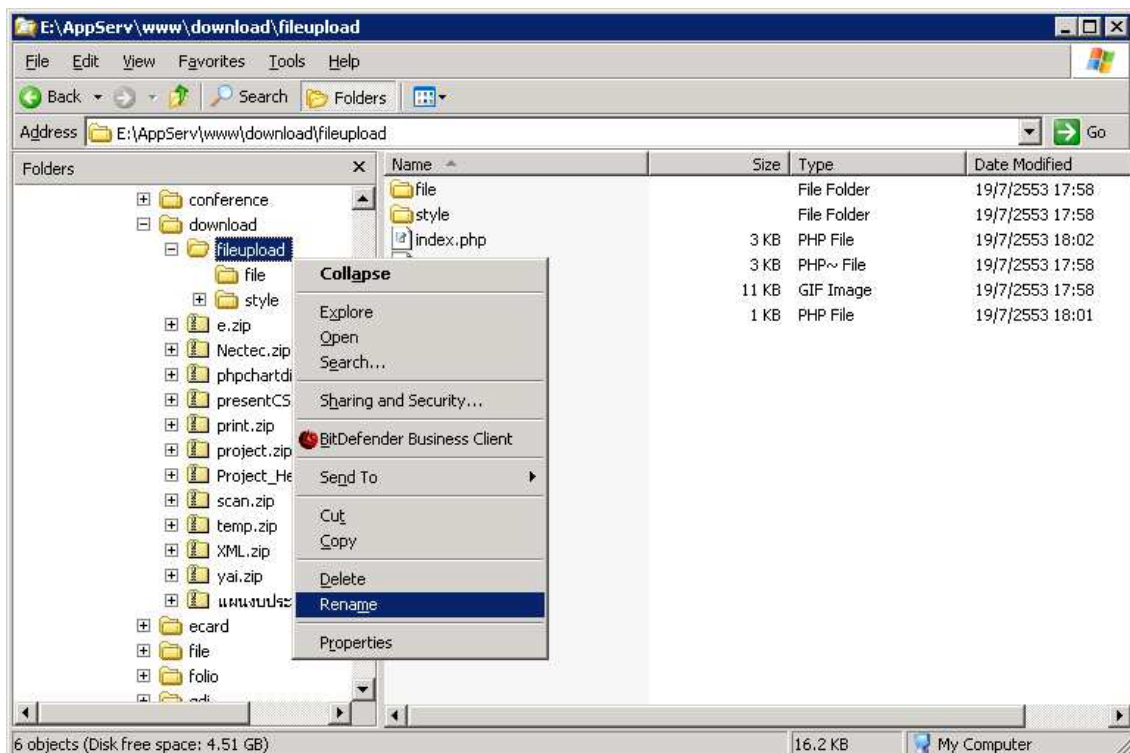 E:\AppServ\www\download\fileupload
File Edit View Favorites Tools Help
Back Search Folders
Address E:\AppServ\www\download\fileupload Go
Folders
conference
download
fileupload
file
style
e.zip
Nectec.zip
phpchartdi
presentCS
print.zip
project.zip
Project_He
scan.zip
temp.zip
XML.zip
yai.zip
แผนงบประ
ecard
file
folio
Collapse
Explore
Open
Search...
Sharing and Security...
BitDefender Business Client
Send To
Cut
Copy
Delete
Rename
Properties
Name Size Type Date Modified
file File Folder 19/7/2553 17:58
style File Folder 19/7/2553 17:58
index.php 3 KB PHP File 19/7/2553 18:02
3 KB PHP~ File 19/7/2553 17:58
11 KB GIF Image 19/7/2553 17:58
1 KB PHP File 19/7/2553 18:01
6 objects (Disk free space: 4.51 GB) 16.2 KB My Computer